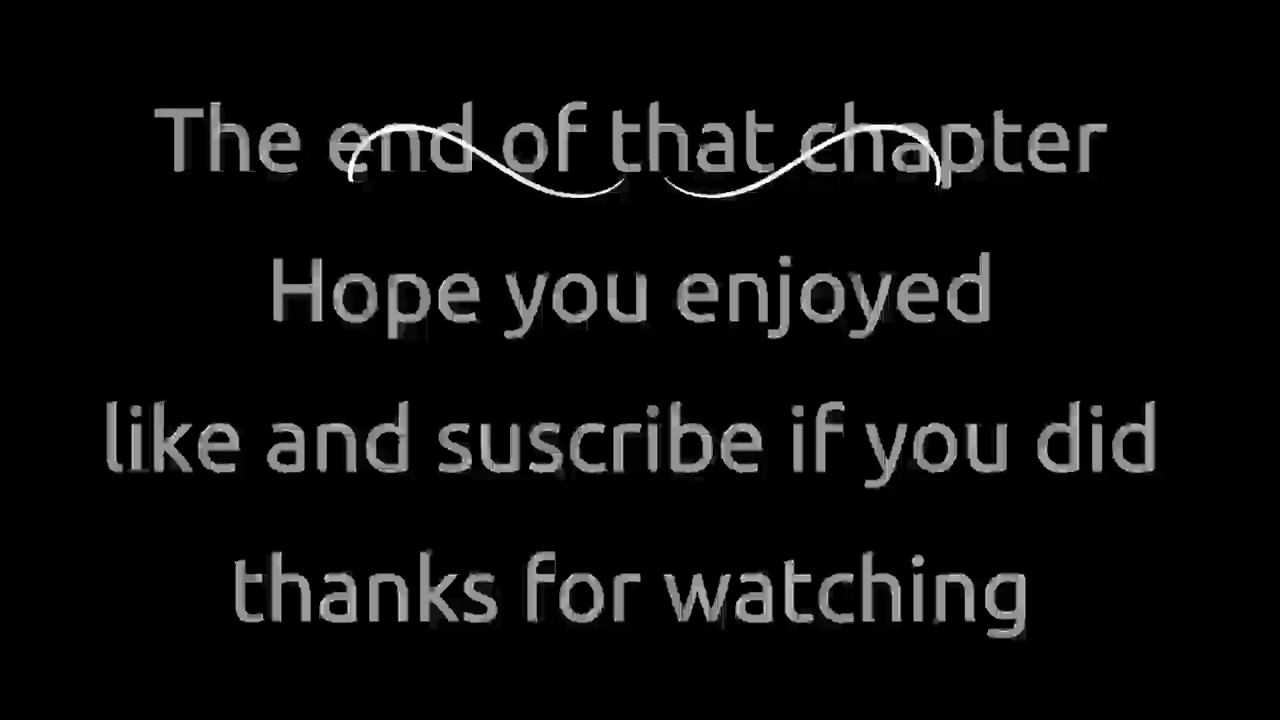 The end of that chapter
Hope you enjoyed
like and suscribe if you did
thanks for watching